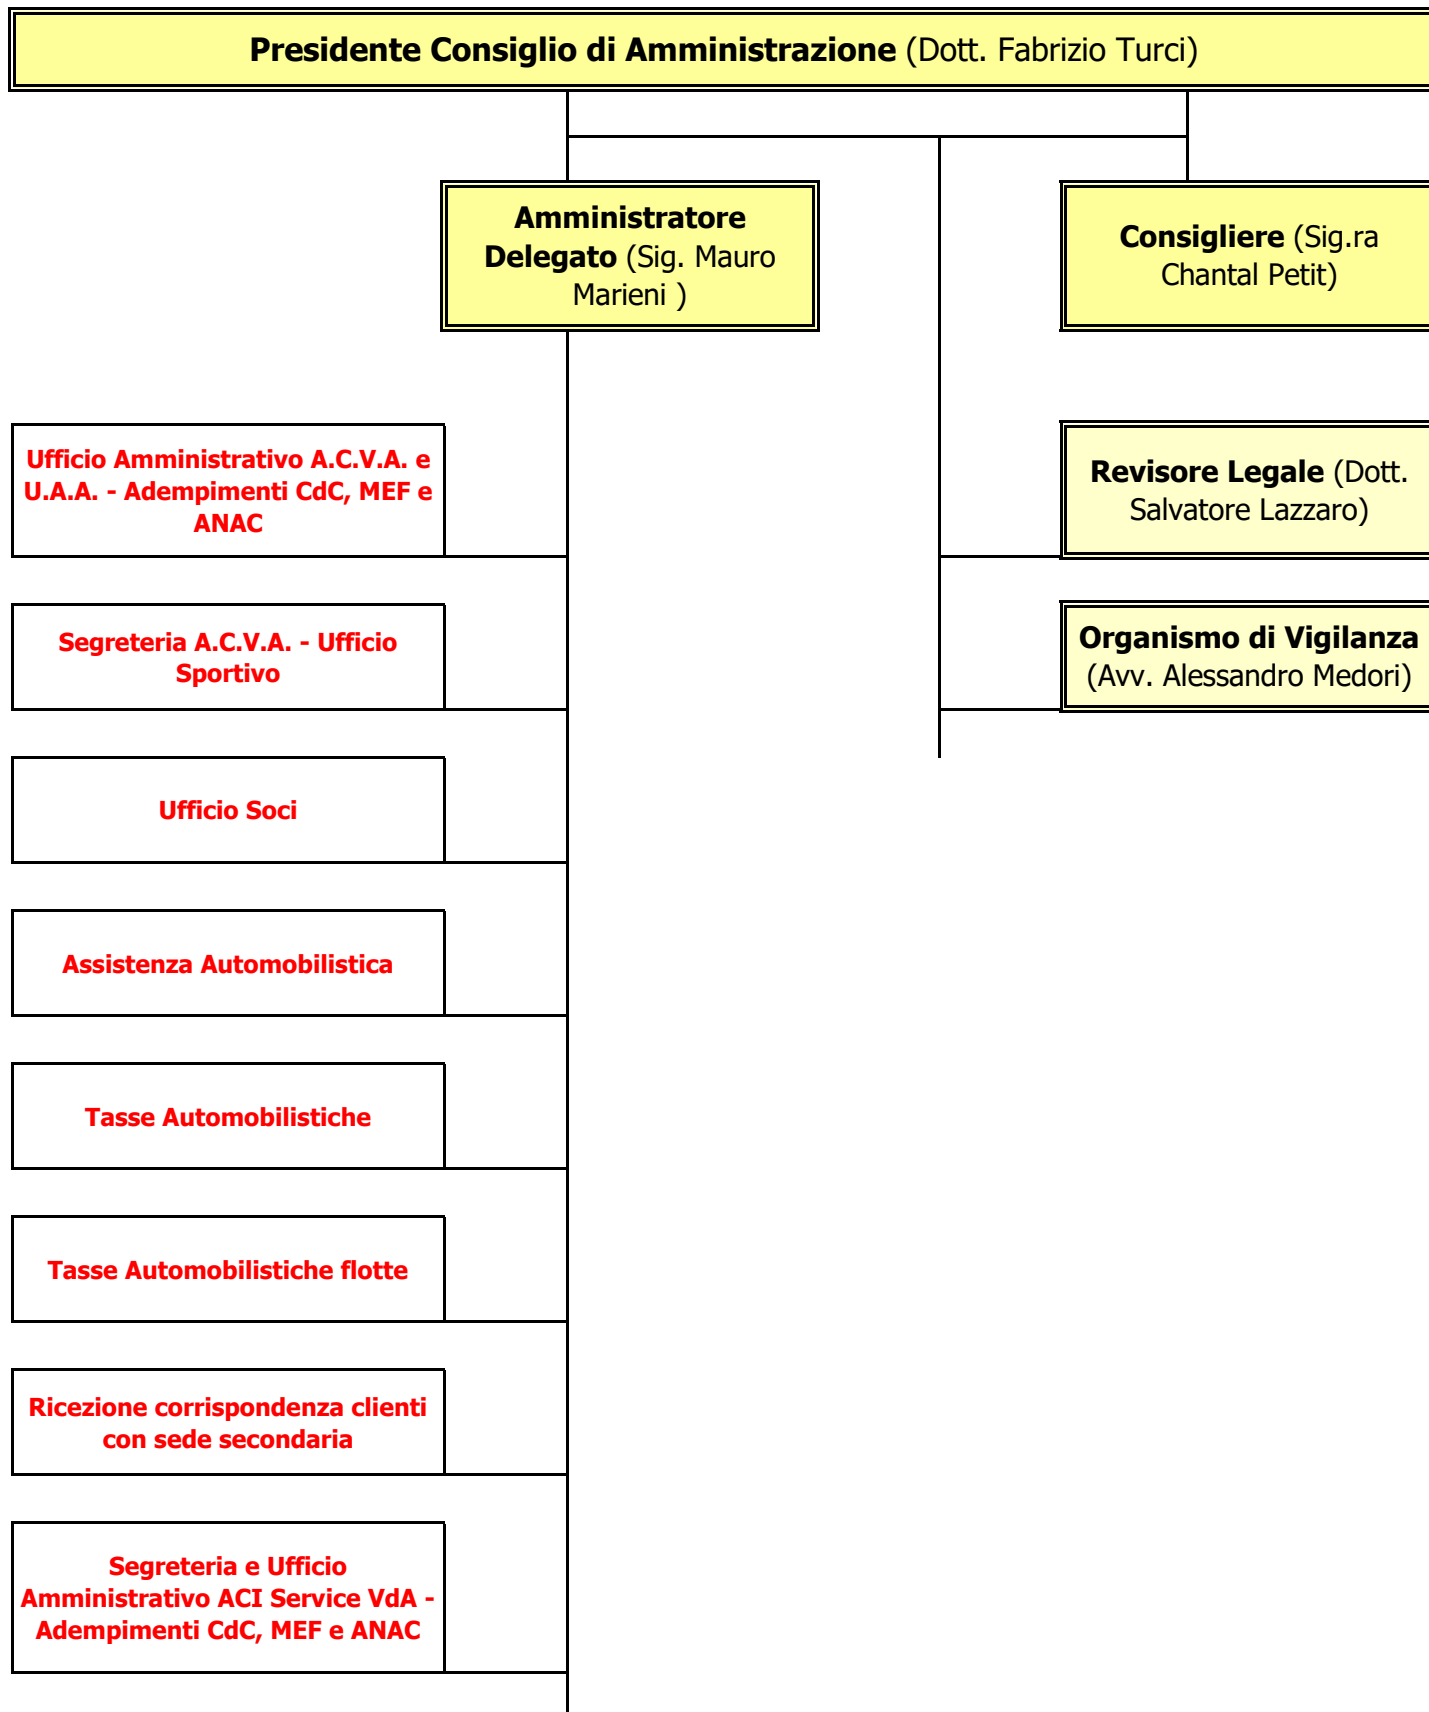 Presidente Consiglio di Amministrazione (Dott. Fabrizio Turci)
Amministratore
Delegato (Sig. Mauro
Marieni )
Consigliere (Sig.ra
Chantal Petit)
Ufficio Amministrativo A.C.V.A. e
U.A.A. - Adempimenti CdC, MEF e
ANAC
Revisore Legale (Dott.
Salvatore Lazzaro)
Segreteria A.C.V.A. - Ufficio
Sportivo
Organismo di Vigilanza
(Avv. Alessandro Medori)
Ufficio Soci
Assistenza Automobilistica
Tasse Automobilistiche
Tasse Automobilistiche flotte
Ricezione corrispondenza clienti
con sede secondaria
Segreteria e Ufficio
Amministrativo ACI Service VdA -
Adempimenti CdC, MEF e ANAC